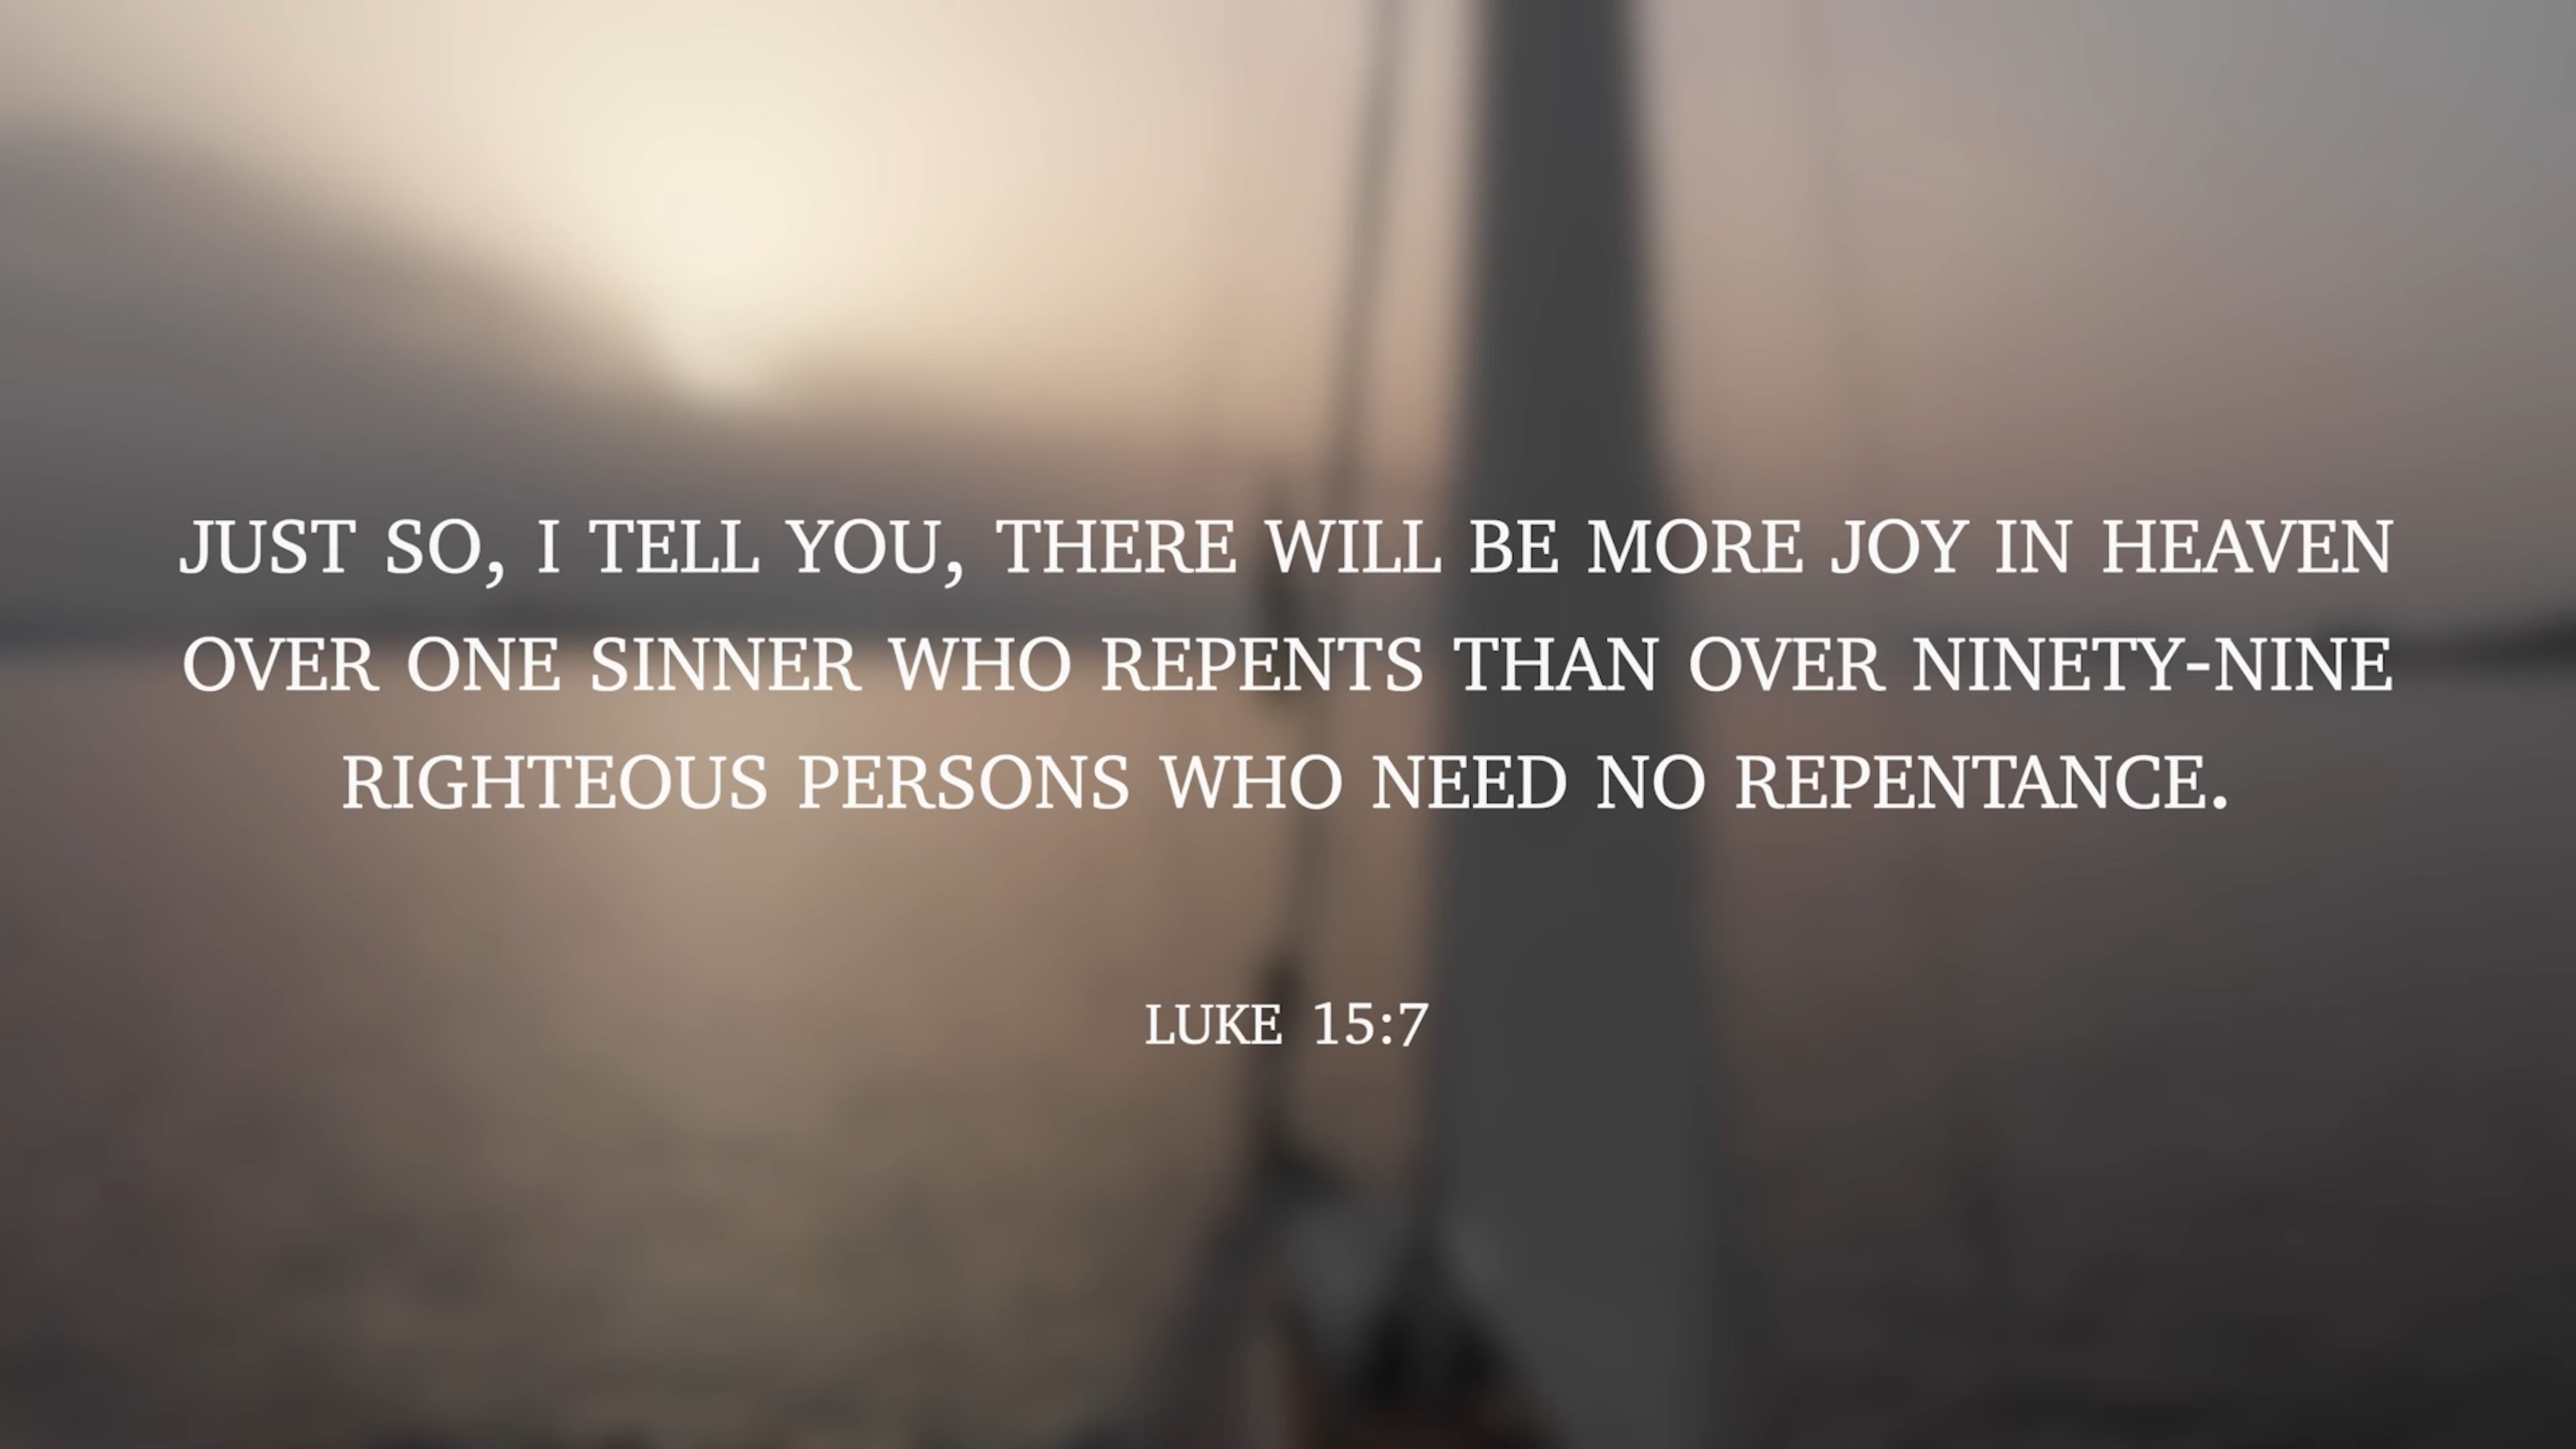 JUST SO, I TELL YOU, THERE WILL BE MORE JOY IN HEAVEN
OVER ONE SINNER WHO REPENTS THAN OVER NINETY-NINE
RIGHTEOUS PERSONS WHO NEED NO REPENTANCE.
LUKE 15:7